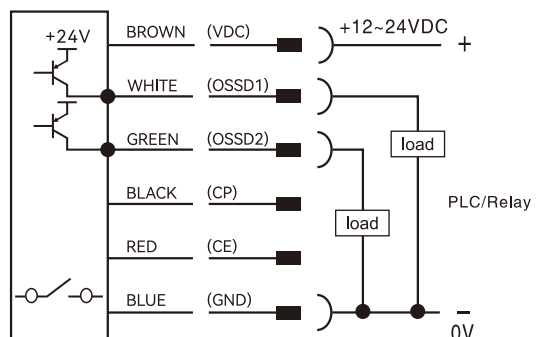 +24V BROWN (VDC) +12~24VDC +
WHITE (OSSD1)
load
GREEN (OSSD2)
BLACK (CP) PLC/Relay
load
RED (CE)
BLUE (GND) −
0V